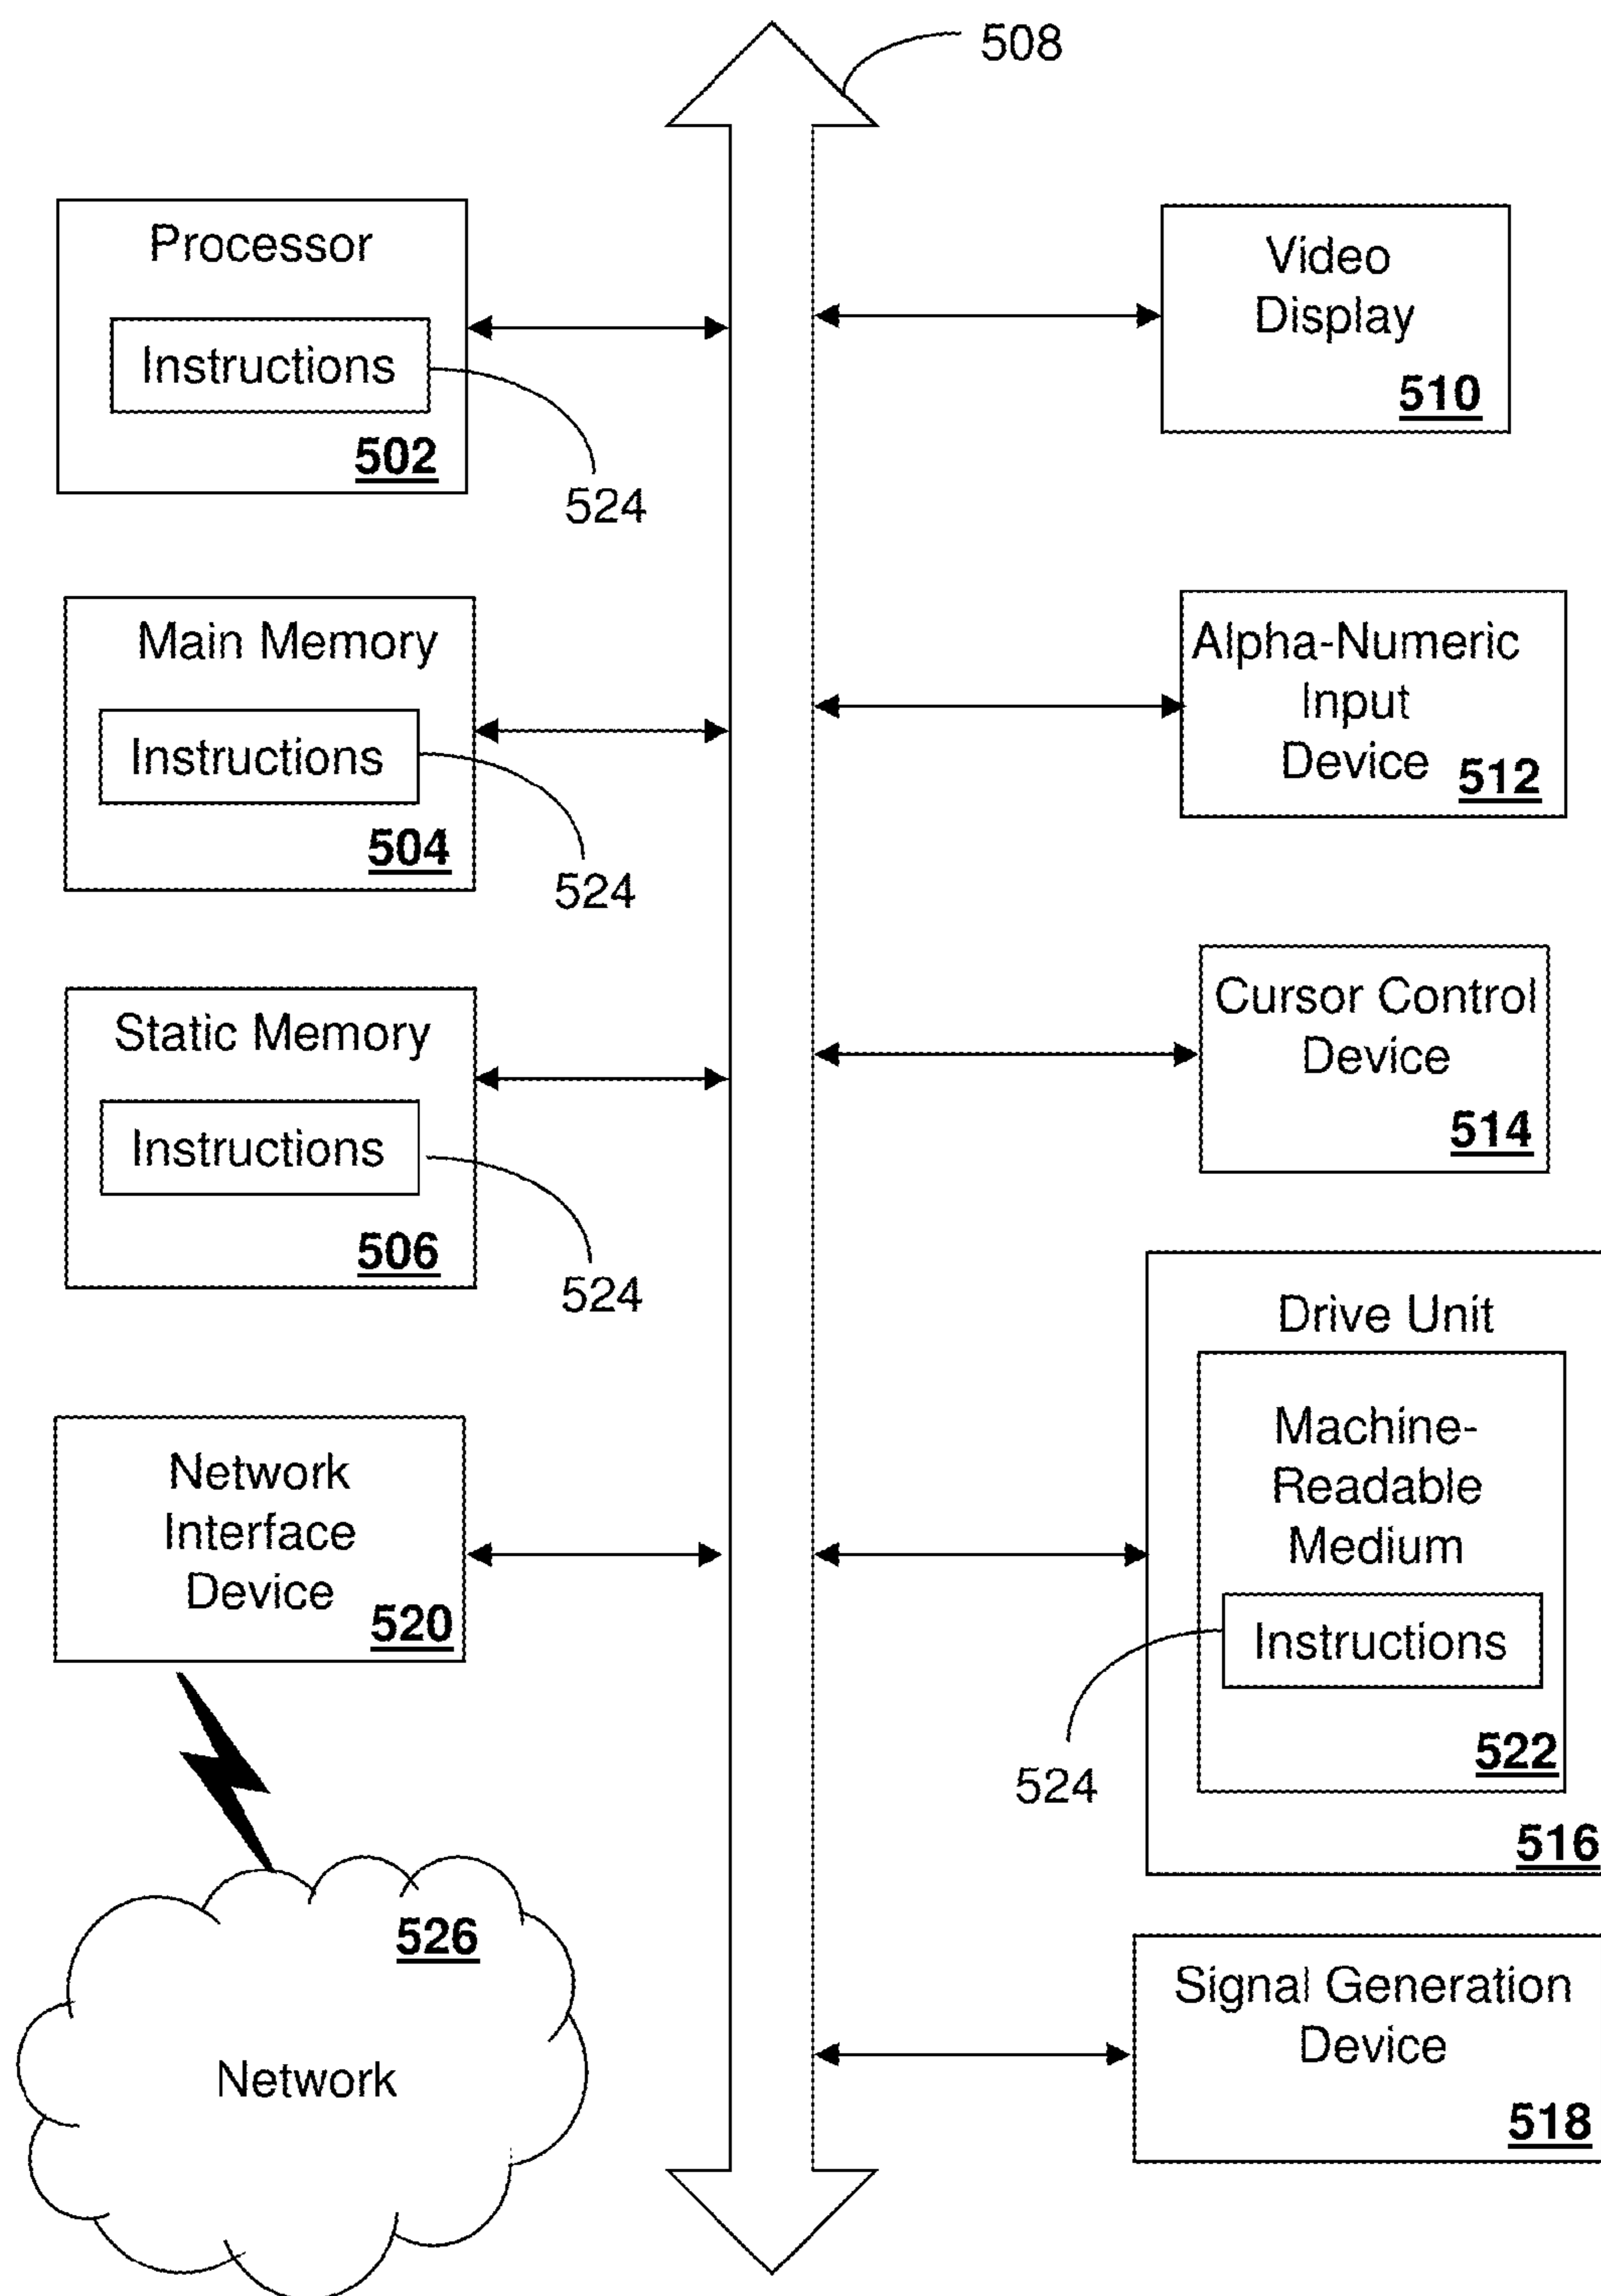 508
Processor
Instructions
502
524
Main Memory
Instructions
504
524
Static Memory
Instructions
506
524
Network
Interface
Device
520
526
Network
Video
Display
510
Alpha-Numeric
Input
Device
512
Cursor Control
Device
514
Drive Unit
Machine-
Readable
Medium
Instructions
522
524
516
Signal Generation
Device
518